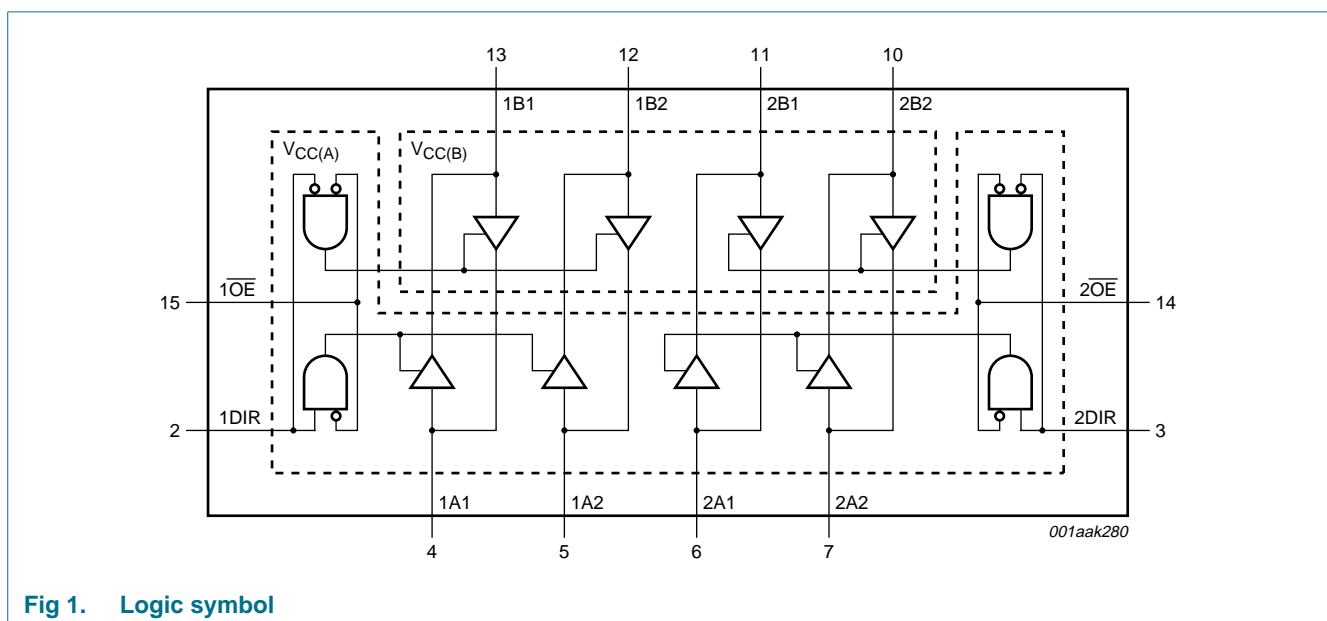 13 12 11 10
1B1 1B2 2B1 2B2
VCC(A) VCC(B)
15 1OE 2OE 14
2 1DIR 2DIR 3
1A1 1A2 2A1 2A2
4 5 6 7
001aak280
Fig 1. Logic symbol